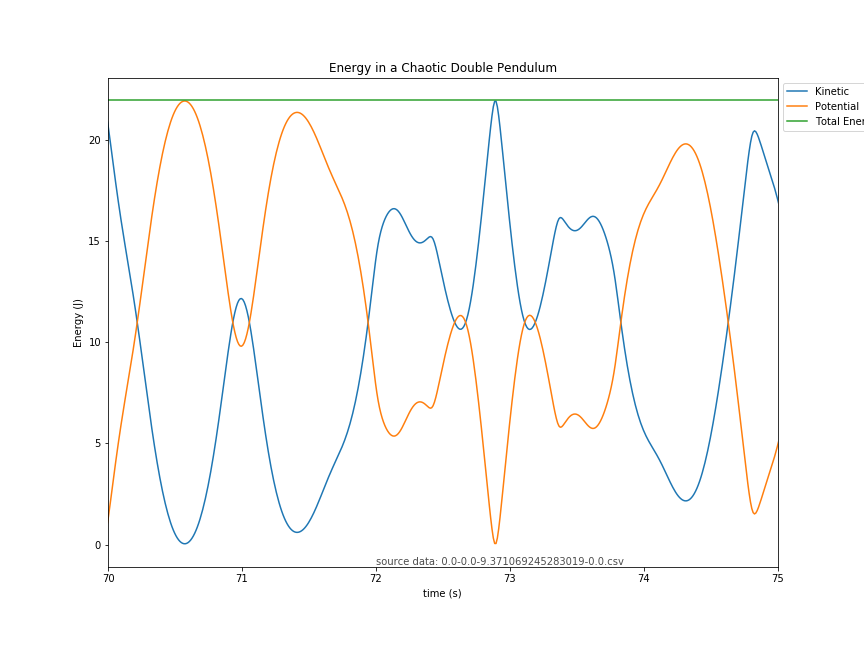 Energy in a Chaotic Double Pendulum
Kinetic
Potential
Total Ener
Energy (J)
20
15
10
5
0
source data: 0.0-0.0-9.371069245283019-0.0.csv
70
71
72
73
74
75
time (s)